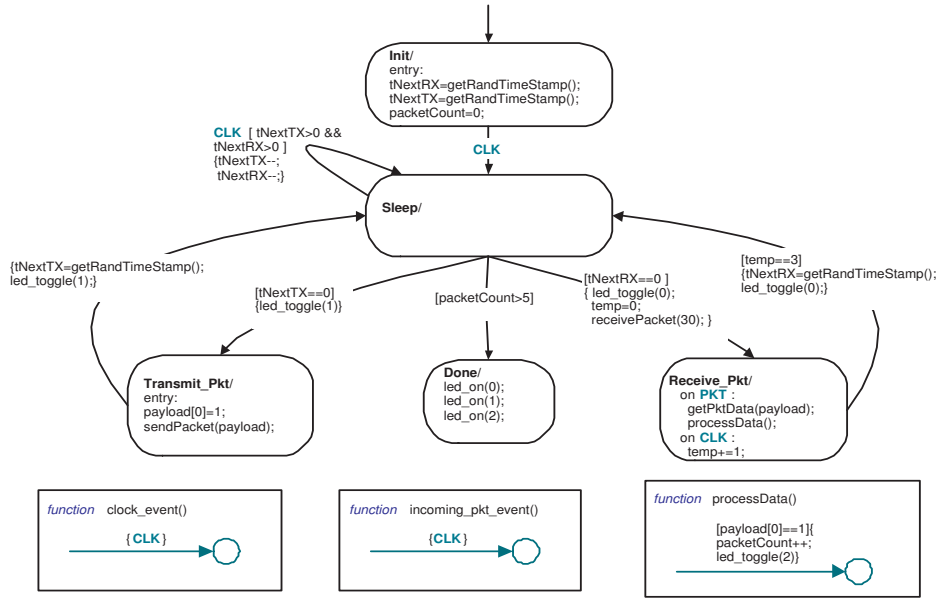 Init/
entry:
tNextRX=getRandTimeStamp();
tNextTX=getRandTimeStamp();
packetCount=0;
CLK [ tNextTX>0 &&
tNextRX>0 ]
{tNextTX--;
tNextRX--;}
CLK
Sleep/
{tNextTX=getRandTimeStamp();
led_toggle(1);}
[tNextTX==0]
{led_toggle(1)}
[packetCount>5]
[tNextRX==0 ]
{ led_toggle(0);
temp=0;
receivePacket(30); }
[temp==3]
{tNextRX=getRandTimeStamp();
led_toggle(0);}
Transmit_Pkt/
entry:
payload[0]=1;
sendPacket(payload);
Done/
led_on(0);
led_on(1);
led_on(2);
Receive_Pkt/
on PKT :
getPktData(payload);
processData();
on CLK :
temp+=1;
function clock_event()
{CLK}
function incoming_pkt_event()
{CLK}
function processData()
[payload[0]==1]{
packetCount++;
led_toggle(2)}